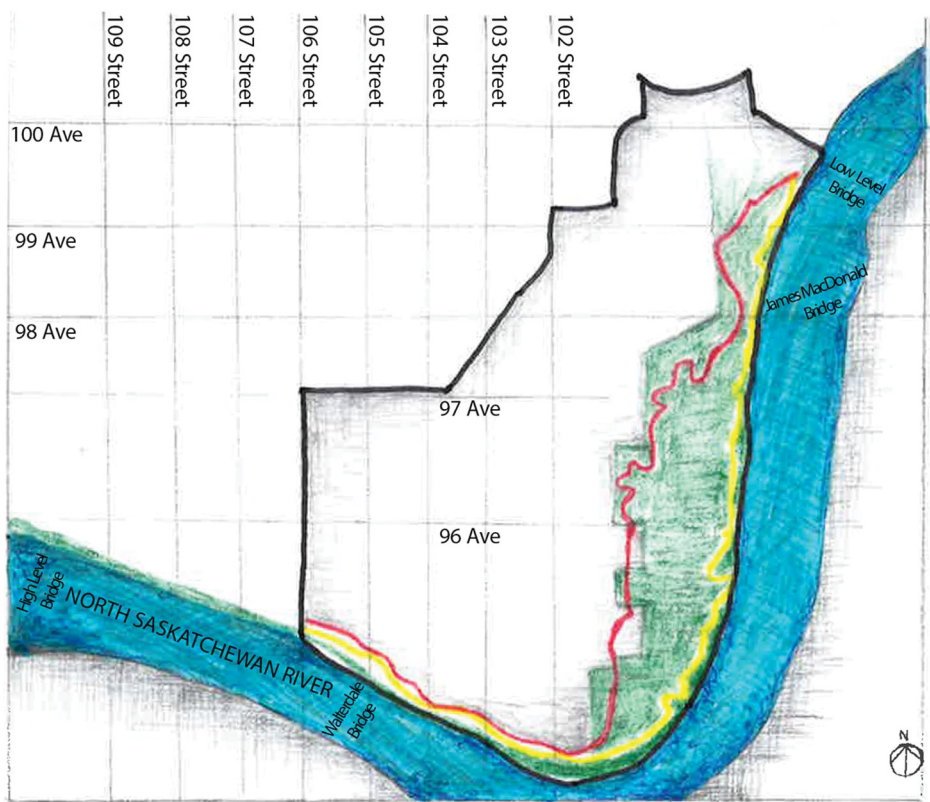 109 Street
108 Street
107 Street
106 Street
105 Street
104 Street
103 Street
102 Street
100 Ave
Low Level
Bridge
99 Ave
James MacDonald
Bridge
98 Ave
97 Ave
96 Ave
High Level
Bridge
NORTH SASKATCHEWAN RIVER
Walterdale
Bridge
N